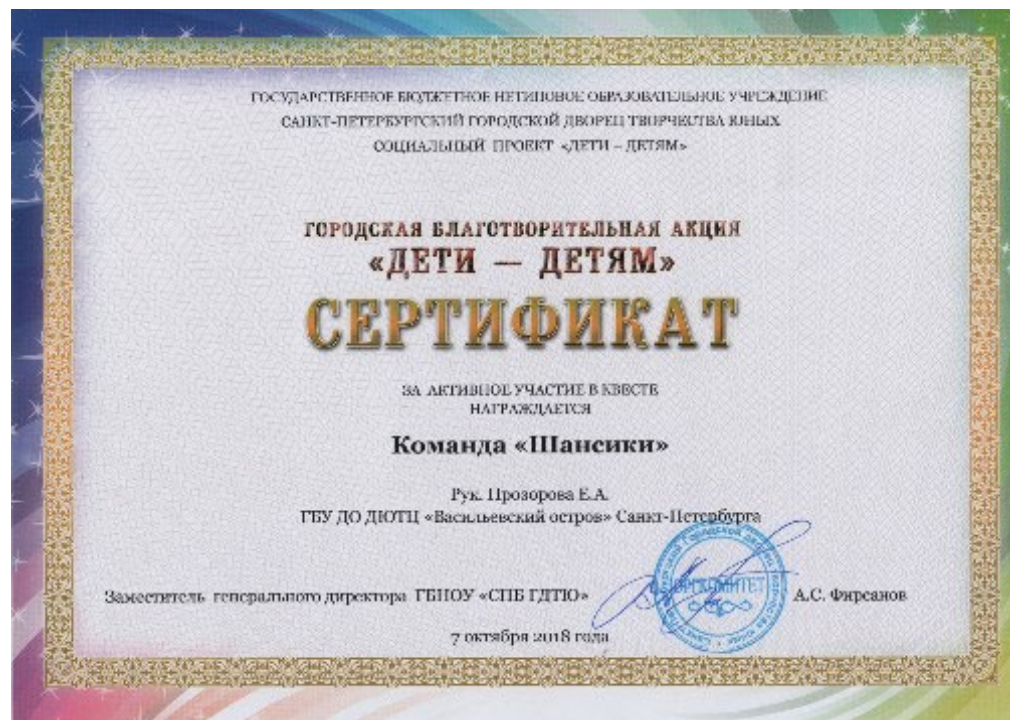 ГОСУДАРСТВЕННОЕ БЮДЖЕТНОЕ НЕТИПОВОЕ ОБРАЗОВАТЕЛЬНОЕ УЧРЕЖДЕНИЕ
САНКТ-ПЕТЕРБУРГСКИЙ ГОРОДСКОЙ ДВОРЕЦ ТВОРЧЕСТВА ЮНЫХ
СОЦИАЛЬНЫЙ ПРОЕКТ «ДЕТИ – ДЕТЯМ»
ГОРОДСКАЯ БЛАГОТВОРИТЕЛЬНАЯ АКЦИЯ
«ДЕТИ — ДЕТЯМ»
СЕРТИФИКАТ
ЗА АКТИВНОЕ УЧАСТИЕ В КВЕСТЕ
НАГРАЖДАЕТСЯ
Команда «Шансики»
Рук. Прозорова Е.А.
ГБУ ДО ДЮТЦ «Васильевский остров» Санкт-Петербурга
ОРГКОМИТЕТ
Заместитель генерального директора ГБНОУ «СПБ ГДТЮ» А.С. Фирсанов
7 октября 2018 года